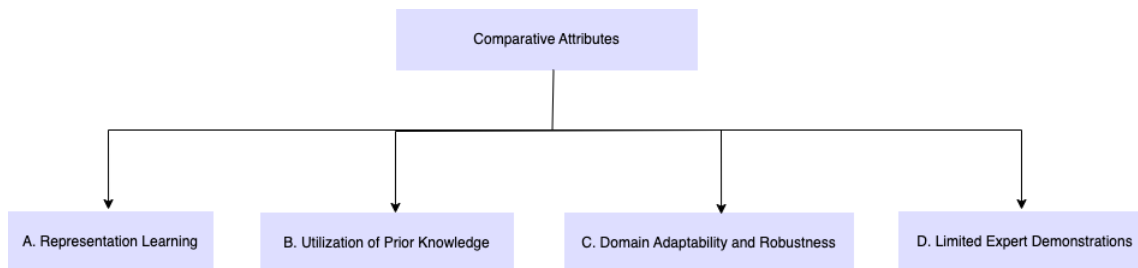 Comparative Attributes
A. Representation Learning
B. Utilization of Prior Knowledge
C. Domain Adaptability and Robustness
D. Limited Expert Demonstrations